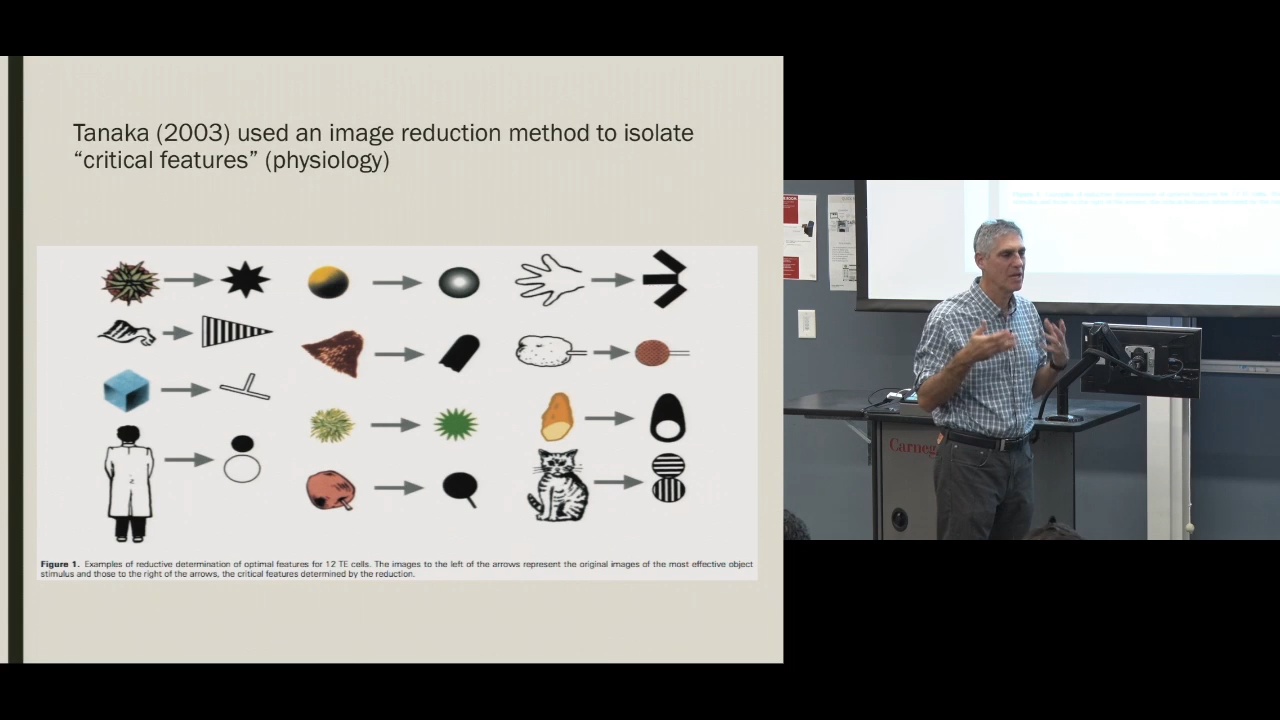 Tanaka (2003) used an image reduction method to isolate
“critical features” (physiology)
Figure 1. Examples of reductive determination of optimal features for 12 TE cells. The images to the left of the arrows represent the original images of the most effective object
stimulus and those to the right of the arrows, the critical features determined by the reduction.
Carneg